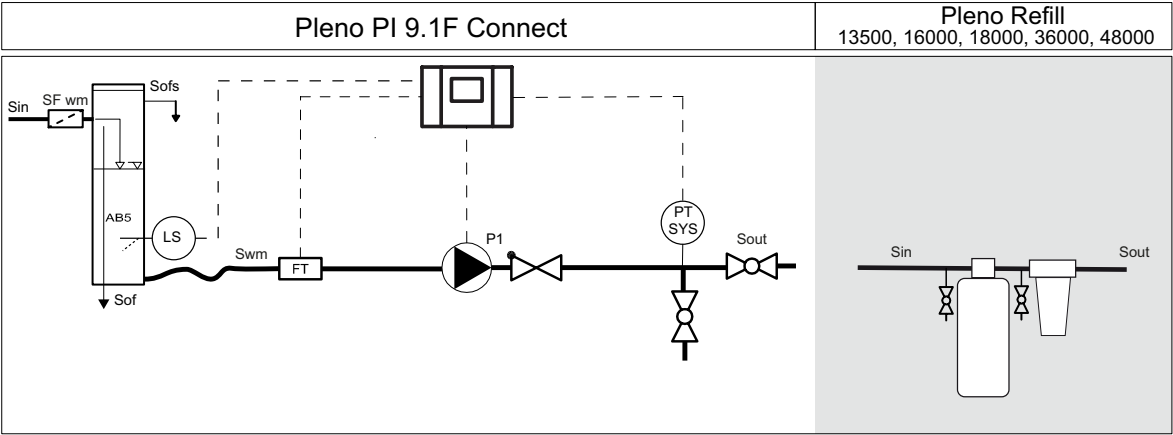 Pleno PI 9.1F Connect
Pleno Refill
13500, 16000, 18000, 36000, 48000
Sin
SF wm
Sofs
AB5
LS
Swm
FT
Sof
P1
PT
SYS
Sout
Sin
Sout